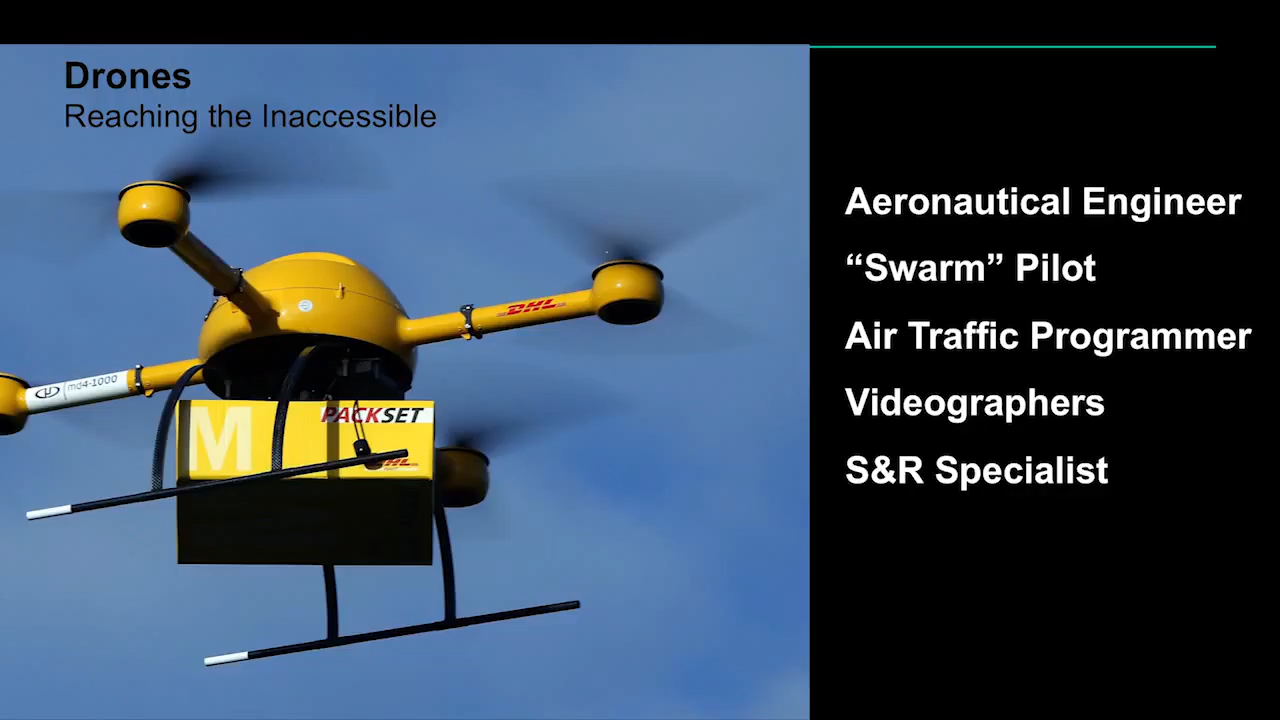 Drones
Reaching the Inaccessible
DHL
md4-1000
M
PACKSET
Aeronautical Engineer
“Swarm” Pilot
Air Traffic Programmer
Videographers
S&R Specialist